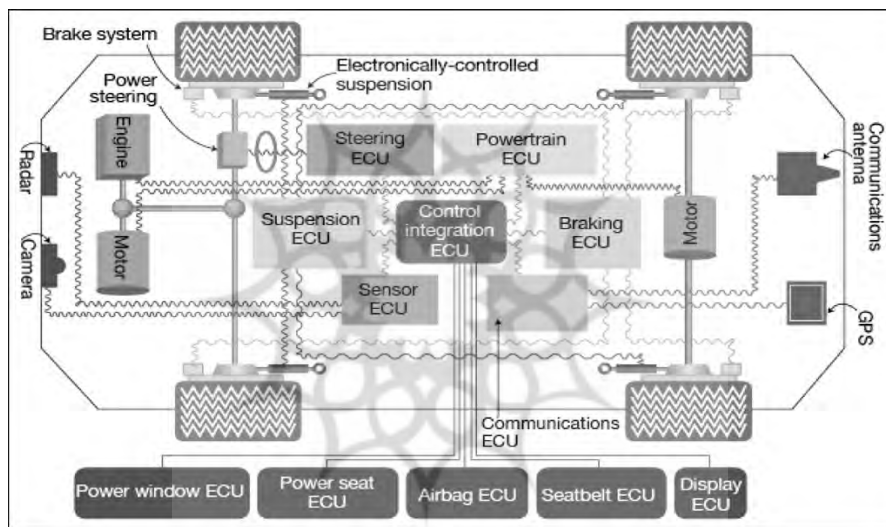 Brake system
Electronically-controlled
suspension
Power
steering
Engine
Steering
ECU
Powertrain
ECU
Communications
antenna
Radar
Suspension
ECU
Control
integration
ECU
Braking
ECU
Motor
Motor
Camera
Sensor
ECU
GPS
Communications
ECU
Power window ECU
Power seat
ECU
Airbag ECU
Seatbelt ECU
Display
ECU